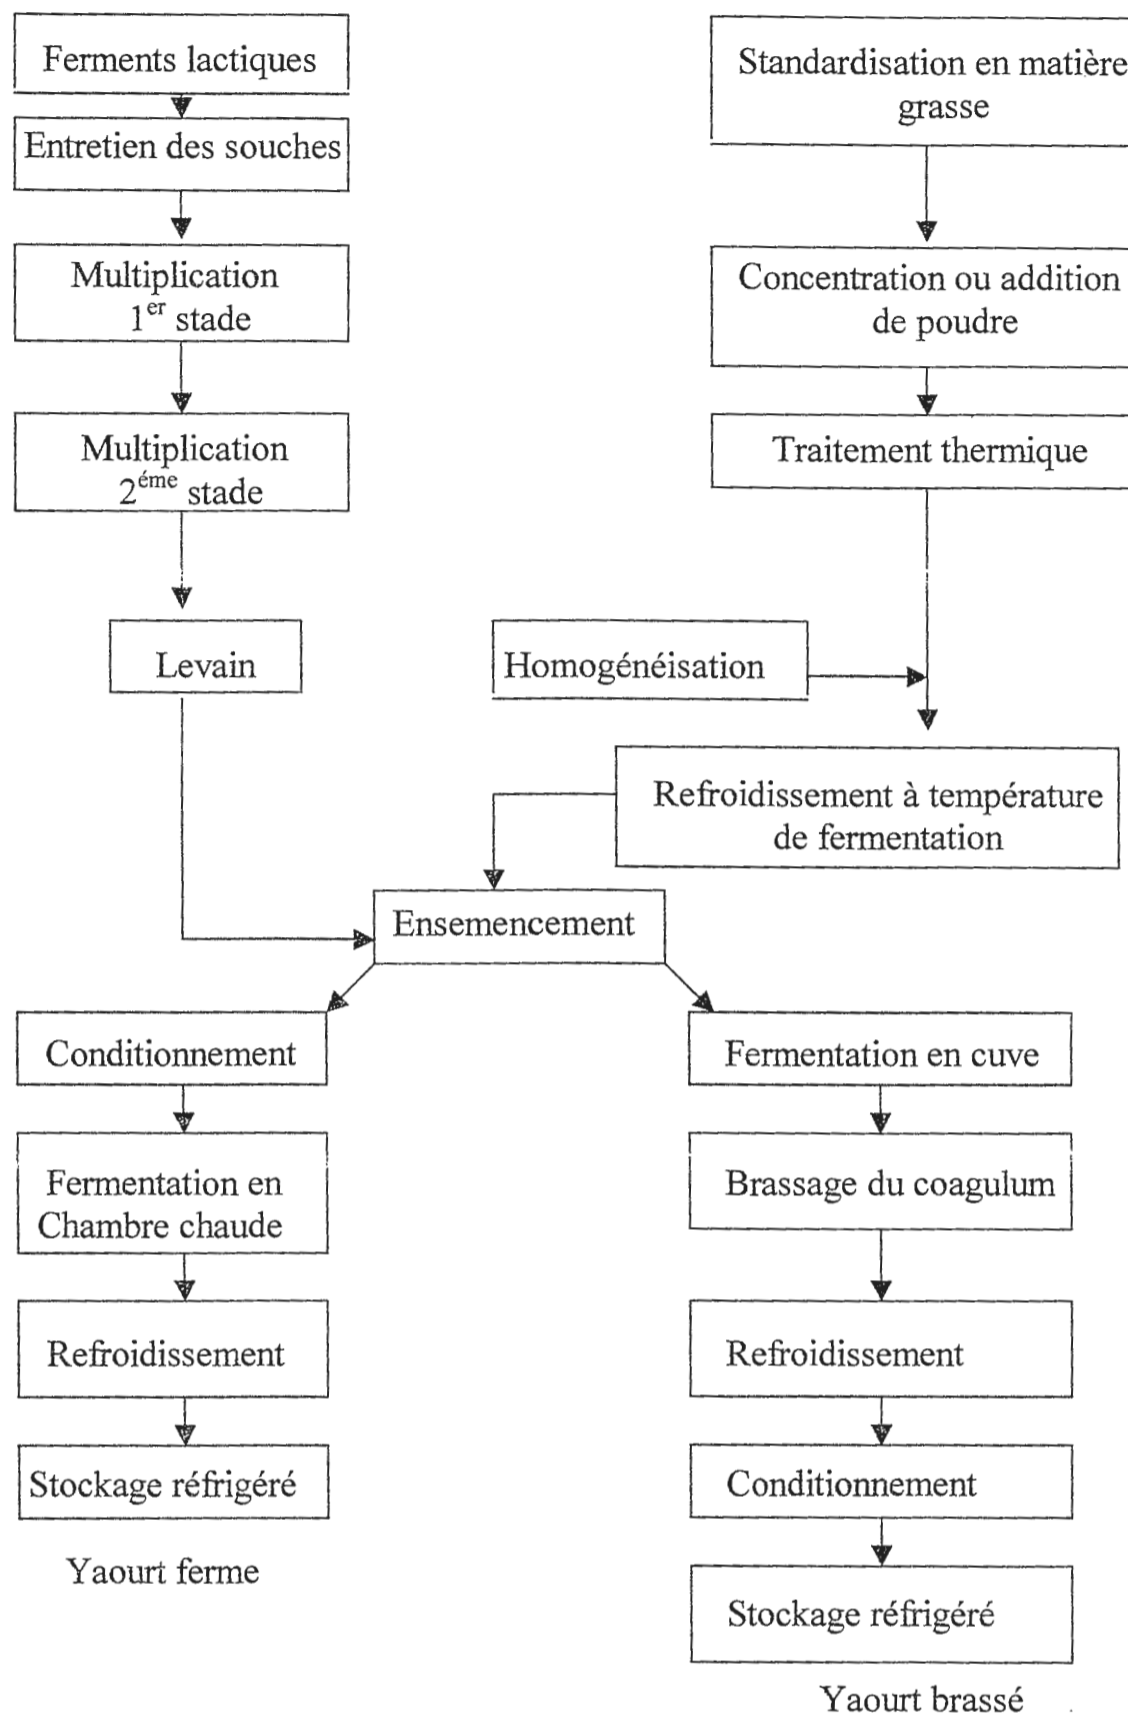 Ferments lactiques
Entretien des souches
Multiplication
1er stade
Multiplication
2éme stade
Levain
Standardisation en matière
grasse
Concentration ou addition
de poudre
Traitement thermique
Homogénéisation
Refroidissement à température
de fermentation
Ensemencement
Conditionnement
Fermentation en
Chambre chaude
Refroidissement
Stockage réfrigéré
Yaourt ferme
Fermentation en cuve
Brassage du coagulum
Refroidissement
Conditionnement
Stockage réfrigéré
Yaourt brassé